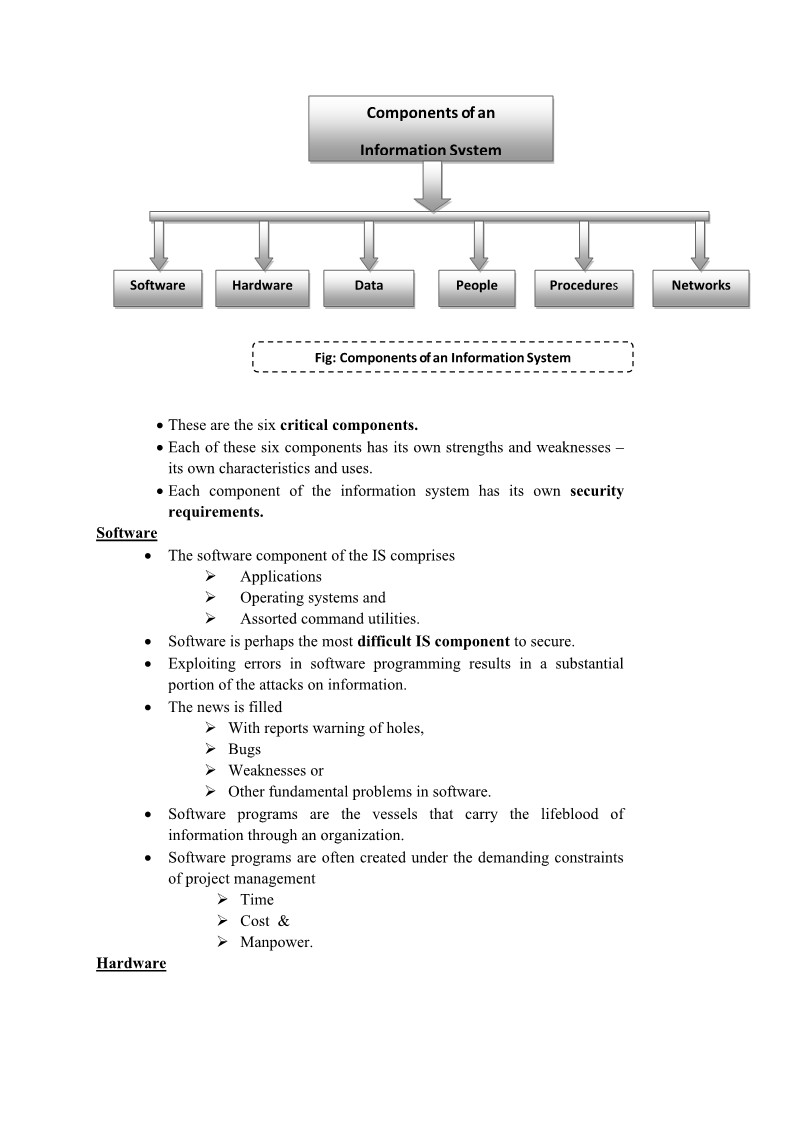 Components of an
Information System
Software Hardware Data People Procedures Networks
Fig: Components of an Information System
• These are the six critical components.
• Each of these six components has its own strengths and weaknesses –
its own characteristics and uses.
• Each component of the information system has its own security
requirements.
Software
• The software component of the IS comprises
➢ Applications
➢ Operating systems and
➢ Assorted command utilities.
• Software is perhaps the most difficult IS component to secure.
• Exploiting errors in software programming results in a substantial
portion of the attacks on information.
• The news is filled
➢ With reports warning of holes,
➢ Bugs
➢ Weaknesses or
➢ Other fundamental problems in software.
• Software programs are the vessels that carry the lifeblood of
information through an organization.
• Software programs are often created under the demanding constraints
of project management
➢ Time
➢ Cost &
➢ Manpower.
Hardware